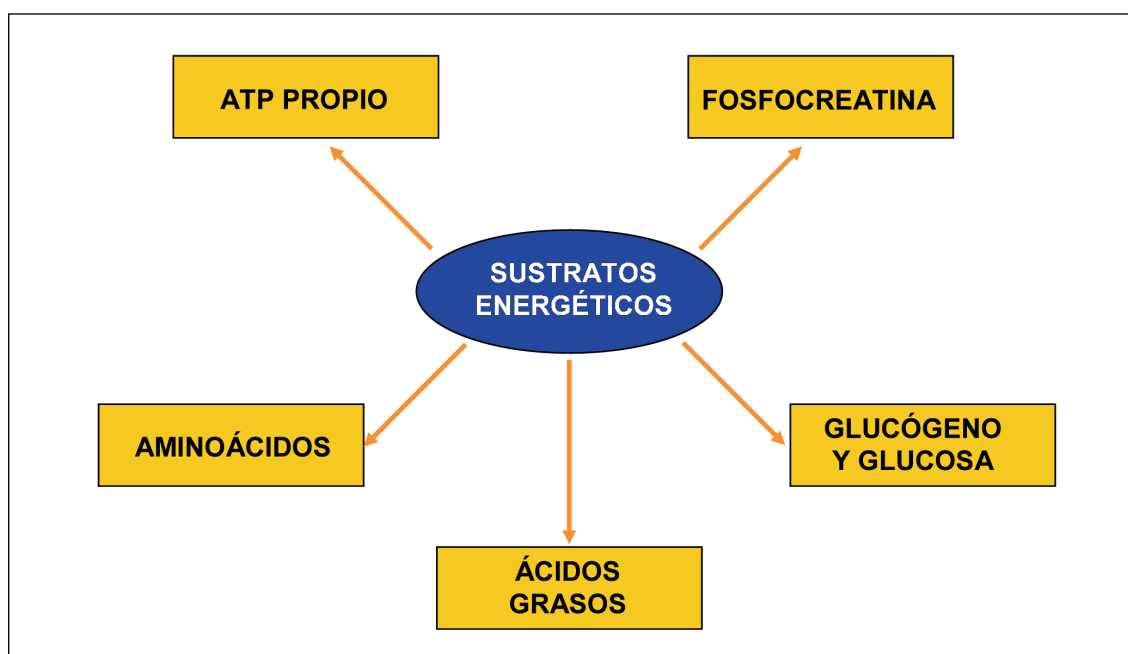 ATP PROPIO
FOSFOCREATINA
SUSTRATOS
ENERGÉTICOS
AMINOÁCIDOS
GLUCÓGENO
Y GLUCOSA
ÁCIDOS
GRASOS